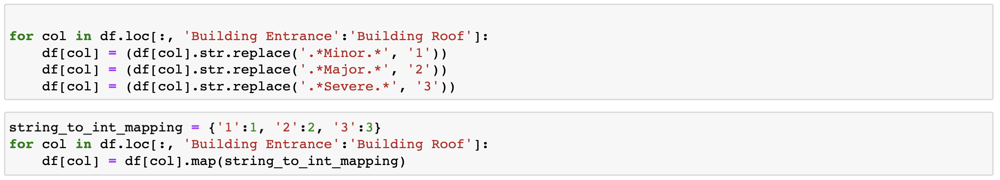 for col in df.loc[:, 'Building Entrance':'Building Roof']:
    df[col] = (df[col].str.replace('.*Minor.*', '1'))
    df[col] = (df[col].str.replace('.*Major.*', '2'))
    df[col] = (df[col].str.replace('.*Severe.*', '3'))
string_to_int_mapping = {'1':1, '2':2, '3':3}
for col in df.loc[:, 'Building Entrance':'Building Roof']:
    df[col] = df[col].map(string_to_int_mapping)